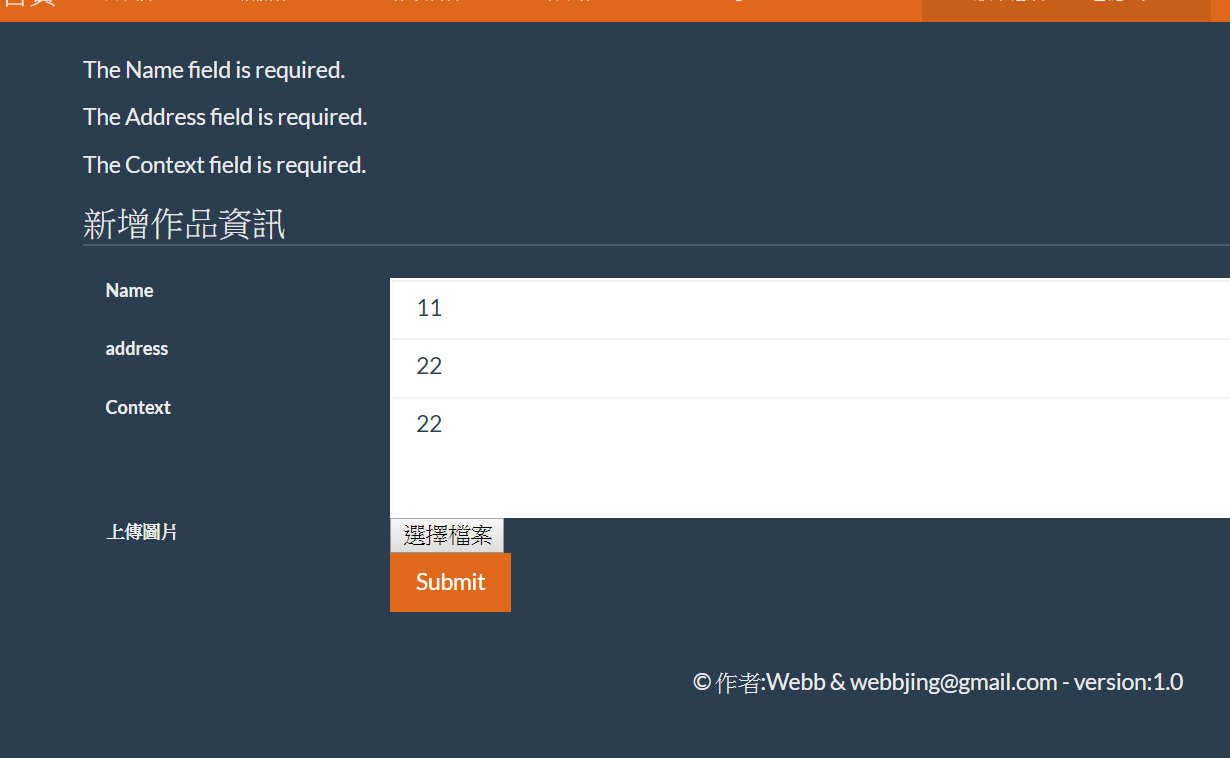 The Name field is required.
The Address field is required.
The Context field is required.
新增作品資訊
Name
11
address
22
Context
22
上傳圖片
選擇檔案
Submit
© 作者:Webb & webbjing@gmail.com - version:1.0